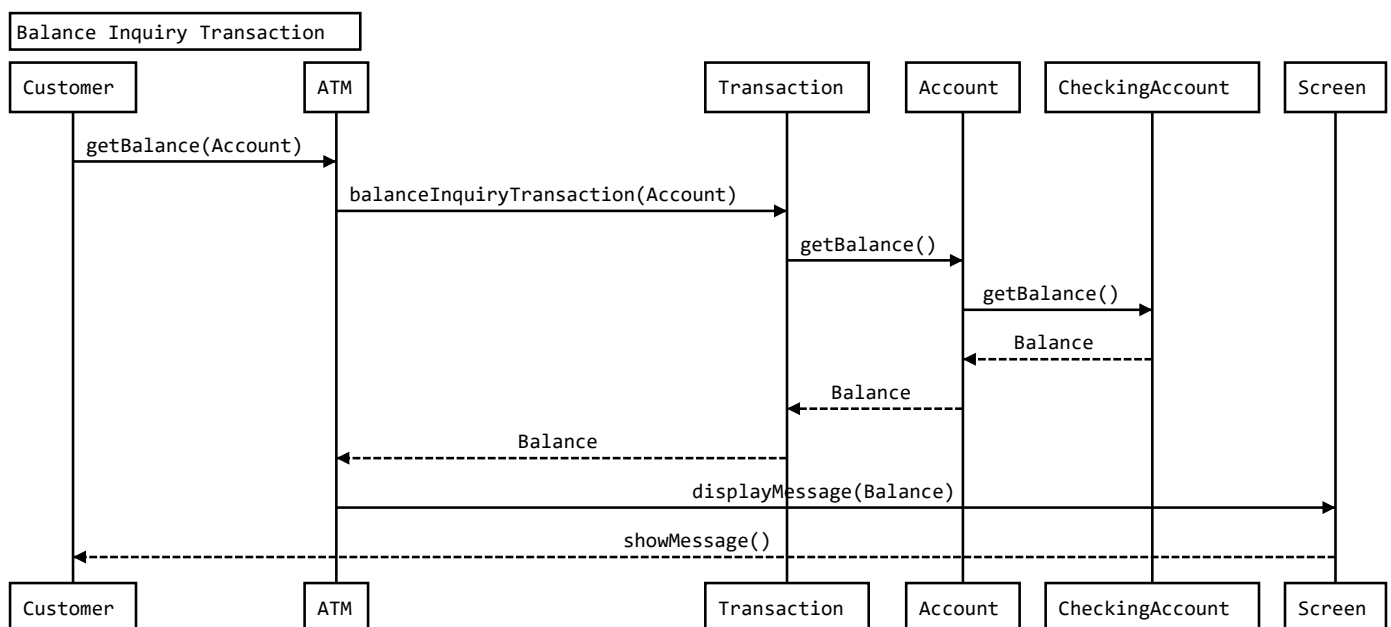 Balance Inquiry Transaction
Customer ATM Transaction Account CheckingAccount Screen
getBalance(Account)
balanceInquiryTransaction(Account)
getBalance()
getBalance()
Balance
Balance
Balance
displayMessage(Balance)
showMessage()
Customer ATM Transaction Account CheckingAccount Screen